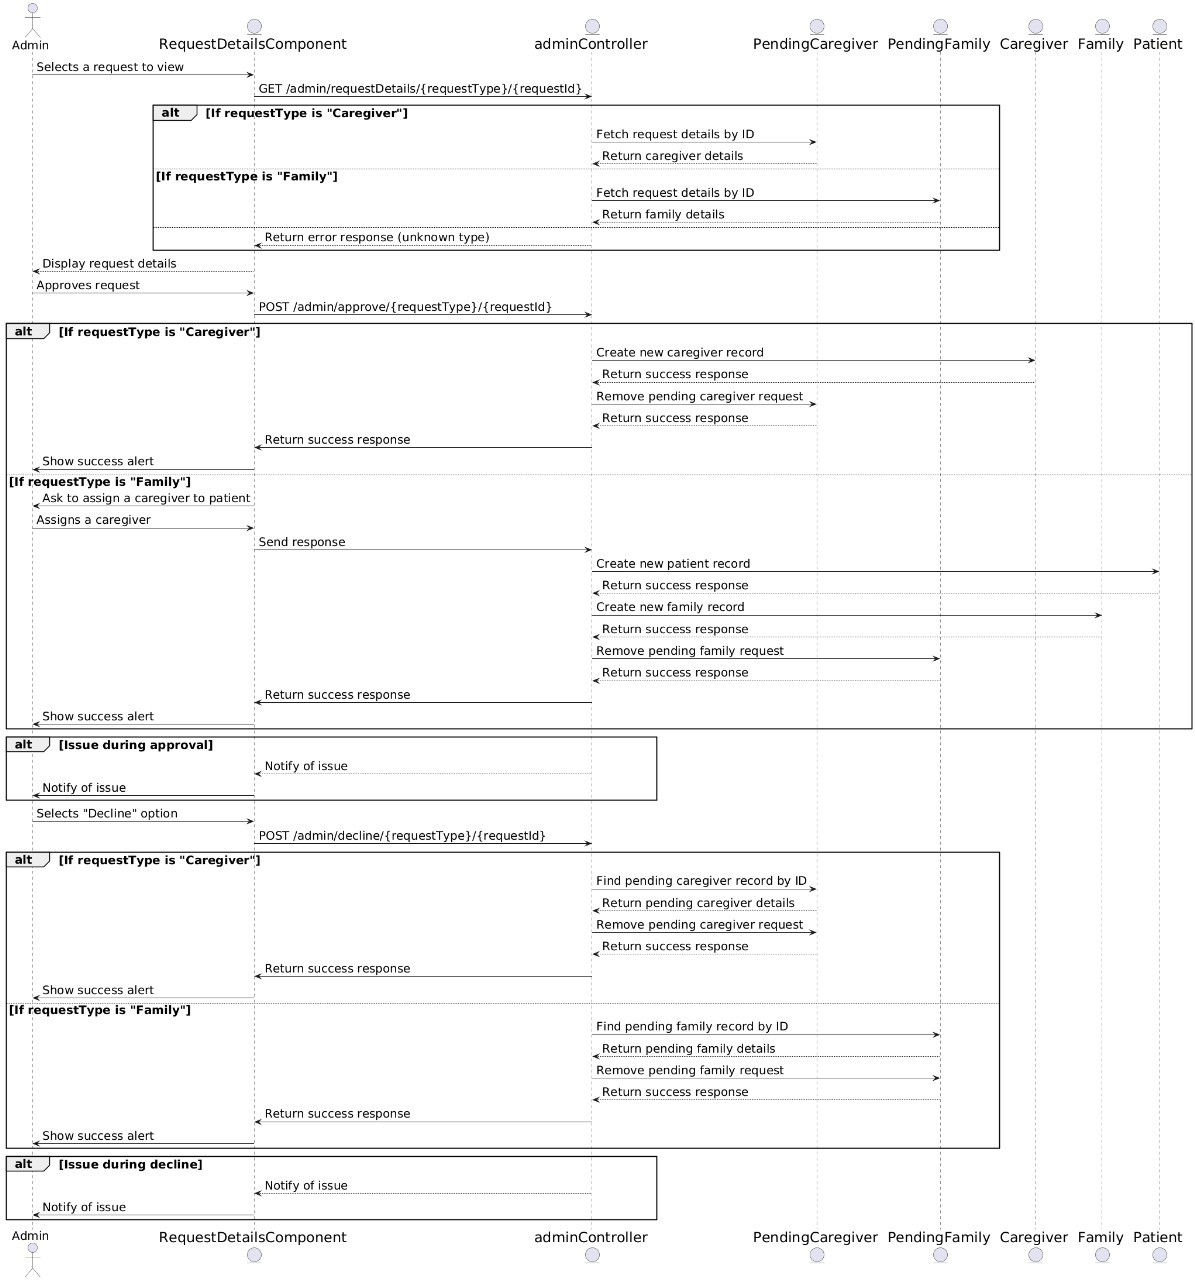 Admin
RequestDetailsComponent
adminController
PendingCaregiver
PendingFamily
Caregiver
Family
Patient
Selects a request to view
GET /admin/requestDetails/{requestType}/{requestId}
alt [If requestType is "Caregiver"]
Fetch request details by ID
Return caregiver details
[If requestType is "Family"]
Fetch request details by ID
Return family details
Return error response (unknown type)
Display request details
Approves request
POST /admin/approve/{requestType}/{requestId}
alt [If requestType is "Caregiver"]
Create new caregiver record
Return success response
Remove pending caregiver request
Return success response
Return success response
Show success alert
[If requestType is "Family"]
Ask to assign a caregiver to patient
Assigns a caregiver
Send response
Create new patient record
Return success response
Create new family record
Return success response
Remove pending family request
Return success response
Return success response
Show success alert
alt [Issue during approval]
Notify of issue
Notify of issue
Selects "Decline" option
POST /admin/decline/{requestType}/{requestId}
alt [If requestType is "Caregiver"]
Find pending caregiver record by ID
Return pending caregiver details
Remove pending caregiver request
Return success response
Return success response
Show success alert
[If requestType is "Family"]
Find pending family record by ID
Return pending family details
Remove pending family request
Return success response
Return success response
Show success alert
alt [Issue during decline]
Notify of issue
Notify of issue
Admin
RequestDetailsComponent
adminController
PendingCaregiver
PendingFamily
Caregiver
Family
Patient